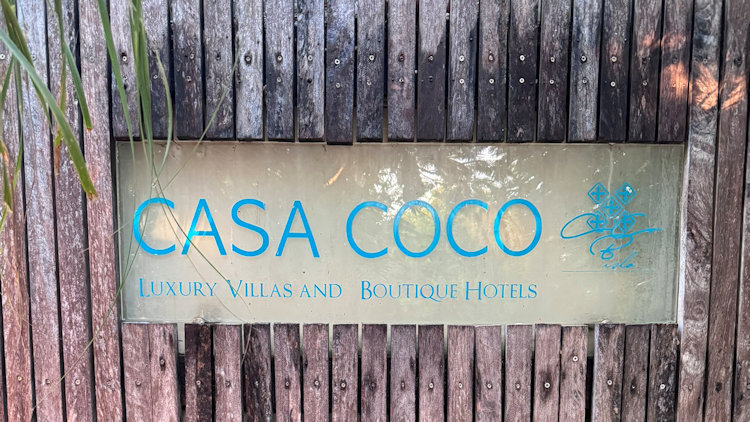 CASA COCO
LUXURY VILLAS AND BOUTIQUE HOTELS